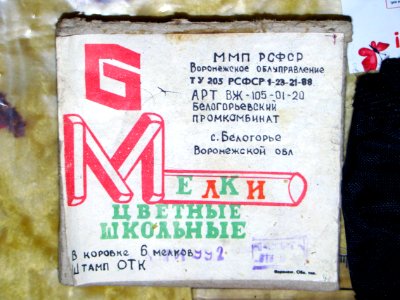 6
ММП РСФСР
Воронежское облуправление
ТУ 205 РСФСР 1-23-21-88
АРТ ВЖ-105-01-20
БЕЛОГОРЬЕВСКИЙ
ПРОМКОМБИНАТ
с. Белогорье
Воронежской обл
МЕЛКИ
ЦВЕТНЫЕ
ШКОЛЬНЫЕ
В коробке 6 мелков
ШТАМП ОТК